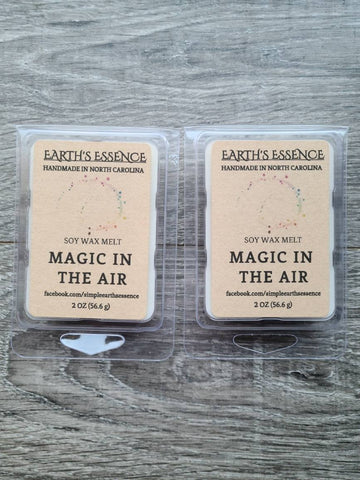 EARTH'S ESSENCE
HANDMADE IN NORTH CAROLINA
SOY WAX MELT
MAGIC IN
THE AIR
facebook.com/simpleearthsessence
2 OZ (56.6 g)
EARTH'S ESSENCE
HANDMADE IN NORTH CAROLINA
SOY WAX MELT
MAGIC IN
THE AIR
facebook.com/simpleearthsessence
2 OZ (56.6 g)